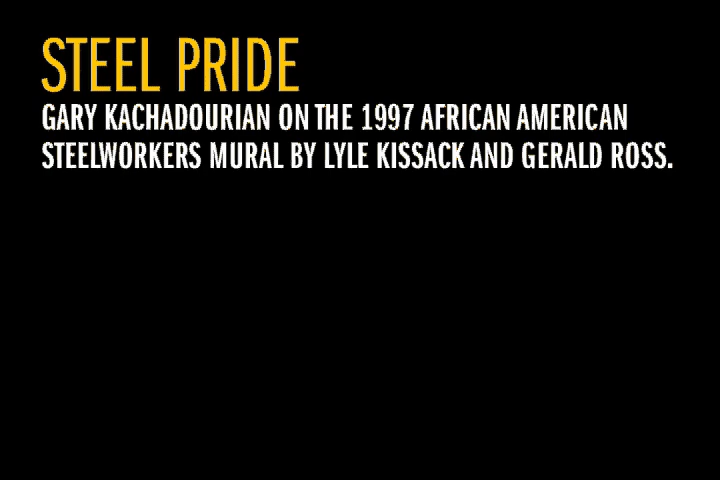 STEEL PRIDE
GARY KACHADOURIAN ON THE 1997 AFRICAN AMERICAN
STEELWORKERS MURAL BY LYLE KISSACK AND GERALD ROSS.